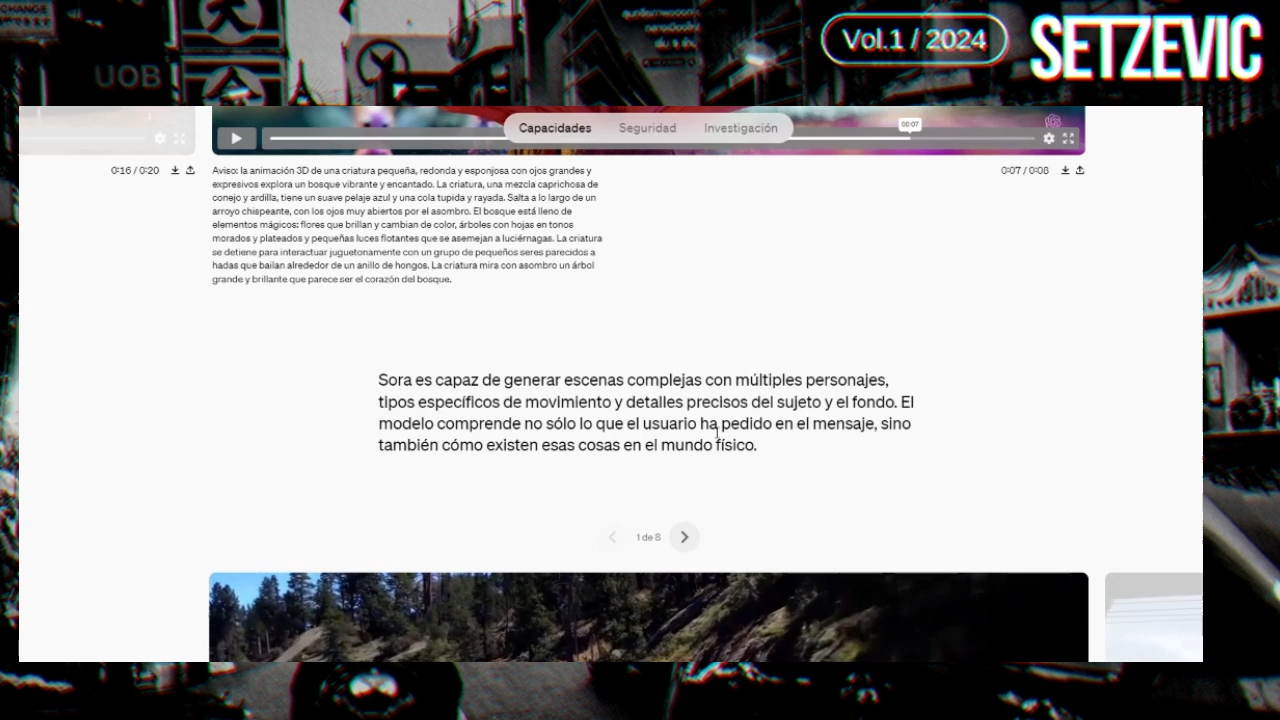 CHANGE
UOB
Vol.1 / 2024
SETZEVIC
Capacidades
Seguridad
Investigación
00:07
0:16 / 0:20
0:07 / 0:08
Aviso: la animación 3D de una criatura pequeña, redonda y esponjosa con ojos grandes y
expresivos explora un bosque vibrante y encantado. La criatura, una mezcla caprichosa de
conejo y ardilla, tiene un suave pelaje azul y una cola tupida y rayada. Salta a lo largo de un
arroyo chispeante, con los ojos muy abiertos por el asombro. El bosque está lleno de
elementos mágicos: flores que brillan y cambian de color, árboles con hojas en tonos
morados y plateados y pequeñas luces flotantes que se asemejan a luciérnagas. La criatura
se detiene para interactuar juguetonamente con un grupo de pequeños seres parecidos a
hadas que bailan alrededor de un anillo de hongos. La criatura mira con asombro un árbol
grande y brillante que parece ser el corazón del bosque.
Sora es capaz de generar escenas complejas con múltiples personajes,
tipos específicos de movimiento y detalles precisos del sujeto y el fondo. El
modelo comprende no sólo lo que el usuario ha pedido en el mensaje, sino
también cómo existen esas cosas en el mundo físico.
1 de 8